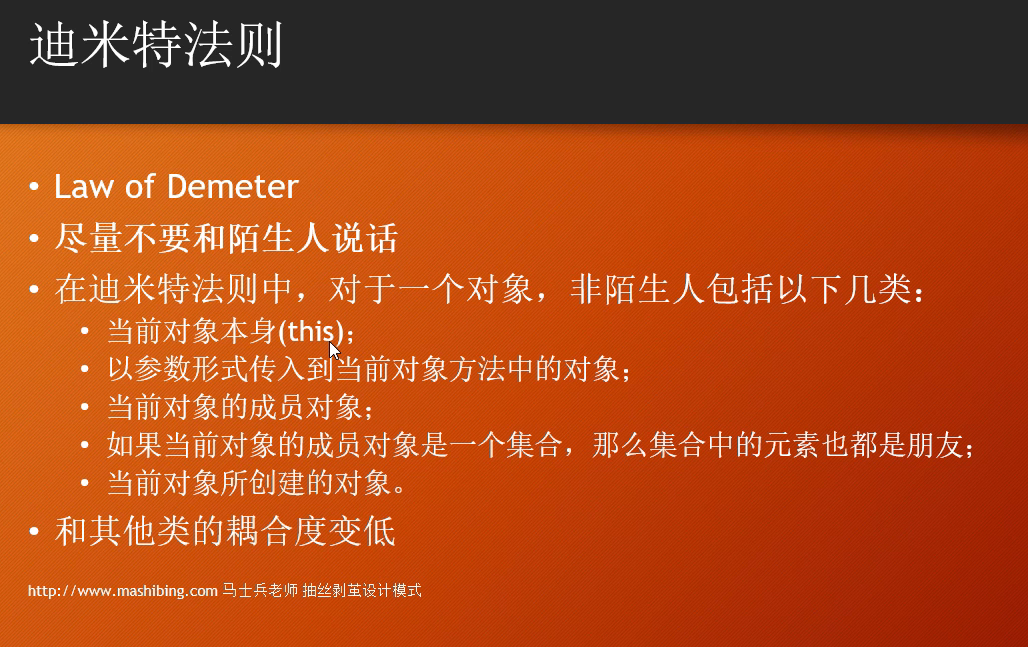 迪米特法则
• Law of Demeter
• 尽量不要和陌生人说话
• 在迪米特法则中，对于一个对象，非陌生人包括以下几类：
• 当前对象本身(this)；
• 以参数形式传入到当前对象方法中的对象；
• 当前对象的成员对象；
• 如果当前对象的成员对象是一个集合，那么集合中的元素也都是朋友；
• 当前对象所创建的对象。
• 和其他类的耦合度变低
http://www.mashibing.com 马士兵老师 抽丝剥茧设计模式